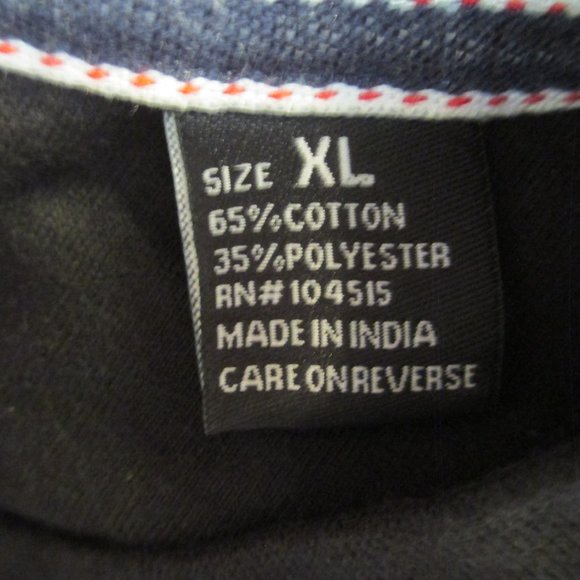 SIZE XL
65%COTTON
35%POLYESTER
RN#104515
MADE IN INDIA
CARE ON REVERSE